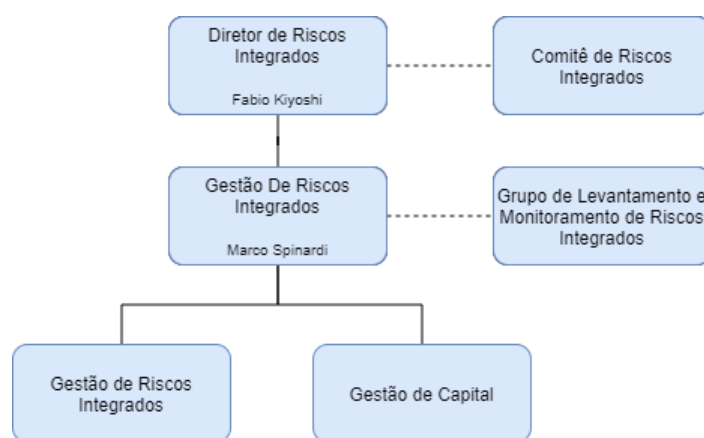 Diretor de Riscos
Integrados
Fabio Kiyoshi
Comitê de Riscos
Integrados
Gestão De Riscos
Integrados
Marco Spinardi
Grupo de Levantamento e
Monitoramento de Riscos
Integrados
Gestão de Riscos
Integrados
Gestão de Capital